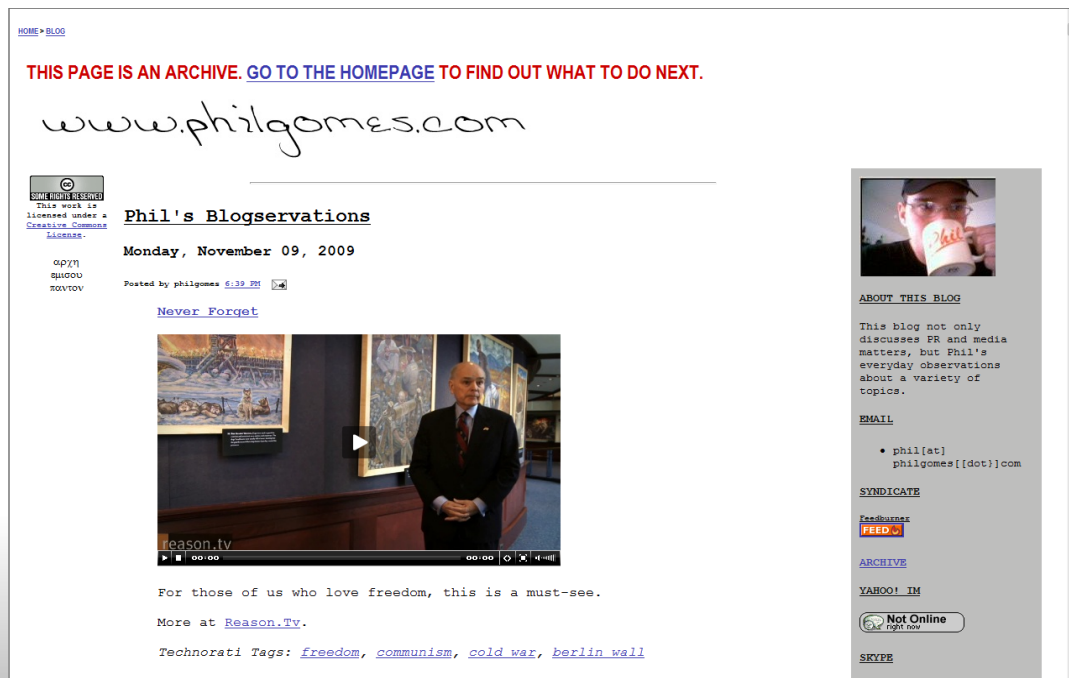 HOME > BLOG
THIS PAGE IS AN ARCHIVE. GO TO THE HOMEPAGE TO FIND OUT WHAT TO DO NEXT.
www.philgomes.com
cc
SOME RIGHTS RESERVED
This work is
licensed under a
Creative Commons
License.
αρχη
εμισου
παντον
Phil's Blogservations
Monday, November 09, 2009
Posted by philgomes 6:39 PM
Never Forget
reason.tv
00:00 00:00
For those of us who love freedom, this is a must-see.
More at Reason.Tv.
Technorati Tags: freedom, communism, cold war, berlin wall
Phil
ABOUT THIS BLOG
This blog not only
discusses PR and media
matters, but Phil's
everyday observations
about a variety of
topics.
EMAIL
• phil[at]
philgomes[[dot}]com
SYNDICATE
Feedburner
FEED
ARCHIVE
YAHOO! IM
Not Online
right now
SKYPE